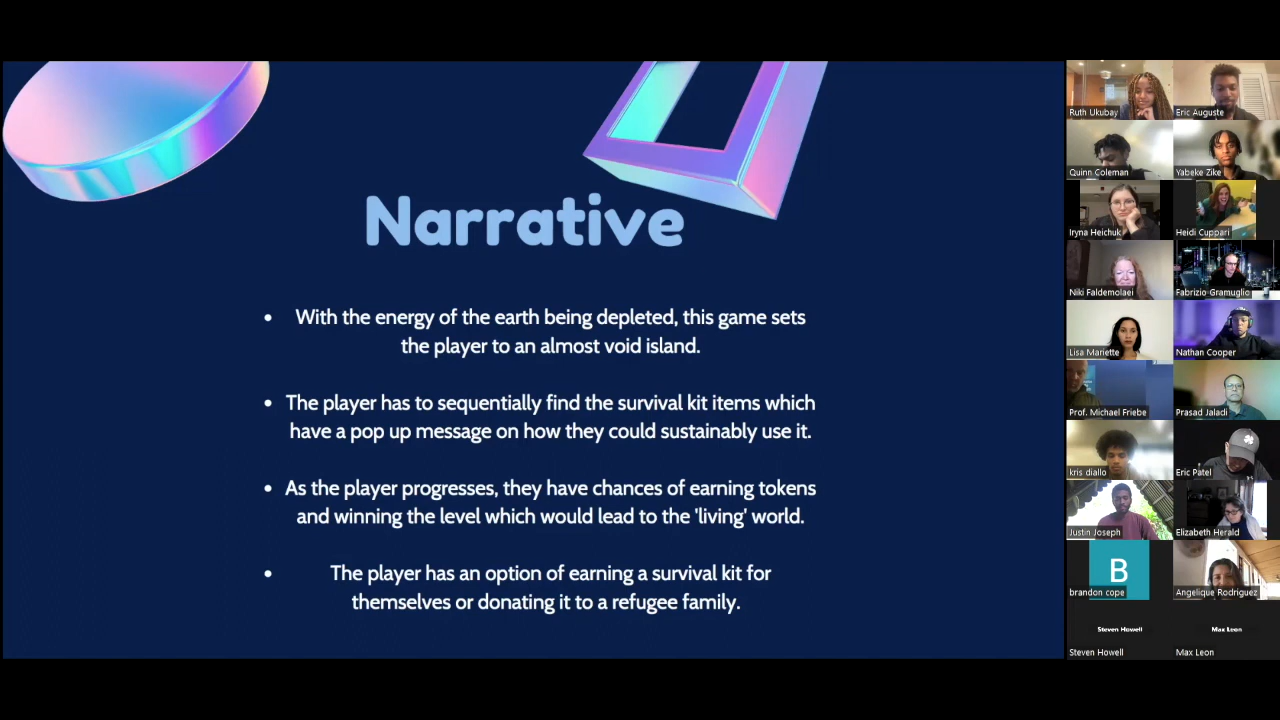 Narrative
• With the energy of the earth being depleted, this game sets
the player to an almost void island.
• The player has to sequentially find the survival kit items which
have a pop up message on how they could sustainably use it.
• As the player progresses, they have chances of earning tokens
and winning the level which would lead to the 'living' world.
• The player has an option of earning a survival kit for
themselves or donating it to a refugee family.
Ruth Ukubay
Eric Auguste
Quinn Coleman
Yabeke Zike
Iryna Heichuk
Heidi Cuppari
Niki Faldemolaei
Fabrizio Gramuglio
Lisa Mariette
Nathan Cooper
Prof. Michael Friebe
Prasad Jaladi
kris diallo
Eric Patel
Justin Joseph
Elizabeth Herald
B
brandon cope
Angelique Rodriguez
Steven Howell
Max Leon
Steven Howell
Max Leon